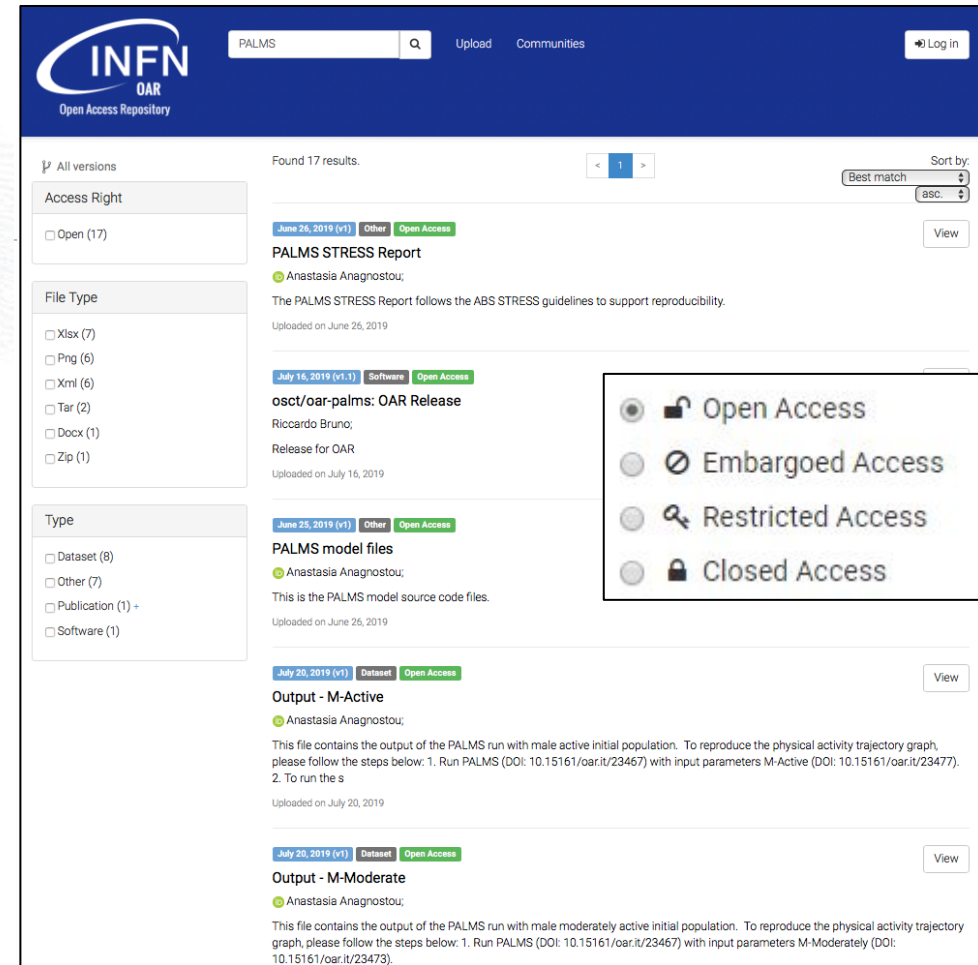 INFN
OAR
Open Access Repository
PALMS
Upload
Communities
Log in
All versions
Access Right
Open (17)
File Type
Xlsx (7)
Png (6)
Xml (6)
Tar (2)
Docx (1)
Zip (1)
Type
Dataset (8)
Other (7)
Publication (1) +
Software (1)
Found 17 results.
< 1 >
Sort by:
Best match
asc.
June 26, 2019 (v1) Other Open Access
View
PALMS STRESS Report
iD Anastasia Anagnostou;
The PALMS STRESS Report follows the ABS STRESS guidelines to support reproducibility.
Uploaded on June 26, 2019
July 16, 2019 (v1.1) Software Open Access
osct/oar-palms: OAR Release
Riccardo Bruno;
Release for OAR
Uploaded on July 16, 2019
Open Access
Embargoed Access
Restricted Access
Closed Access
June 25, 2019 (v1) Other Open Access
PALMS model files
iD Anastasia Anagnostou;
This is the PALMS model source code files.
Uploaded on June 26, 2019
July 20, 2019 (v1) Dataset Open Access
View
Output - M-Active
iD Anastasia Anagnostou;
This file contains the output of the PALMS run with male active initial population. To reproduce the physical activity trajectory graph,
please follow the steps below: 1. Run PALMS (DOI: 10.15161/oar.it/23467) with input parameters M-Active (DOI: 10.15161/oar.it/23477).
2. To run the s
Uploaded on July 20, 2019
July 20, 2019 (v1) Dataset Open Access
View
Output - M-Moderate
iD Anastasia Anagnostou;
This file contains the output of the PALMS run with male moderately active initial population. To reproduce the physical activity trajectory
graph, please follow the steps below: 1. Run PALMS (DOI: 10.15161/oar.it/23467) with input parameters M-Moderately (DOI:
10.15161/oar.it/23473).